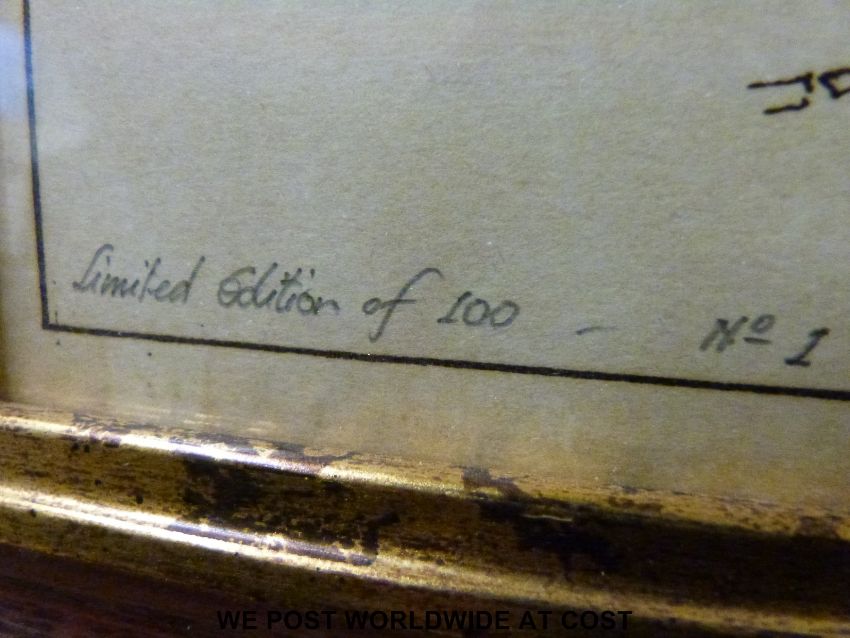 Limited Edition of 100 - Nº 1
WE POST WORLDWIDE AT COST